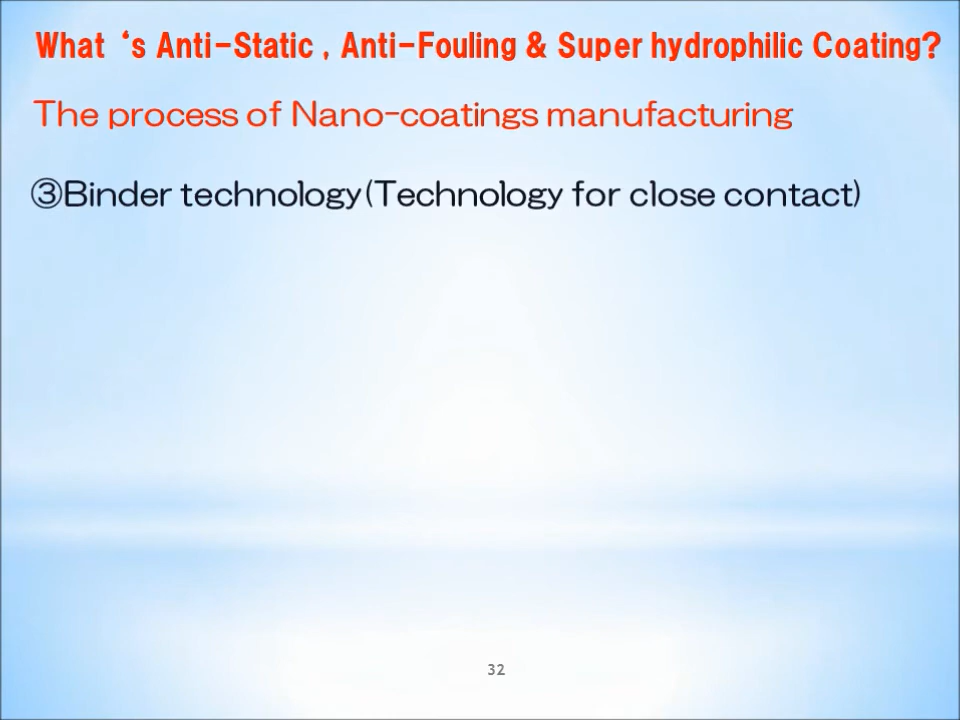 What ‘s Anti-Static , Anti-Fouling & Super hydrophilic Coating?
The process of Nano-coatings manufacturing
③Binder technology(Technology for close contact)
32